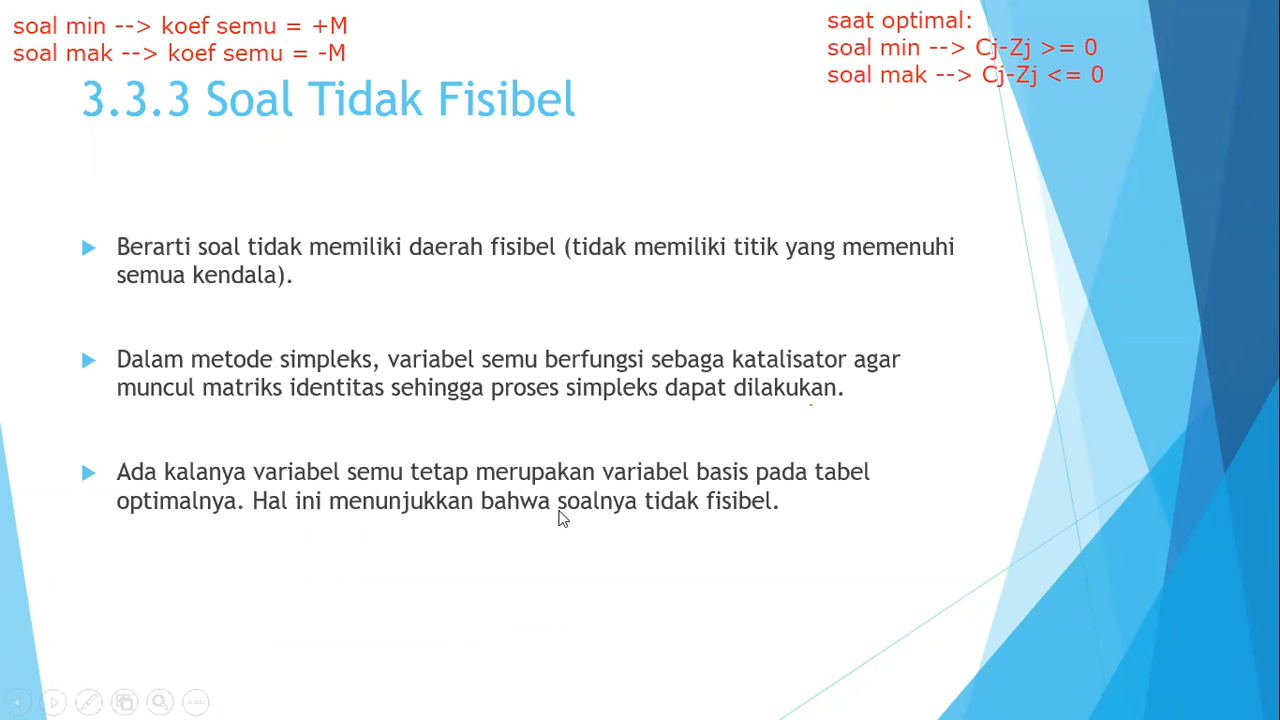 soal min --> koef semu = +M
soal mak --> koef semu = -M
saat optimal:
soal min --> Cj-Zj >= 0
soal mak --> Cj-Zj <= 0
3.3.3 Soal Tidak Fisibel
Berarti soal tidak memiliki daerah fisibel (tidak memiliki titik yang memenuhi
semua kendala).
Dalam metode simpleks, variabel semu berfungsi sebaga katalisator agar
muncul matriks identitas sehingga proses simpleks dapat dilakukan.
Ada kalanya variabel semu tetap merupakan variabel basis pada tabel
optimalnya. Hal ini menunjukkan bahwa soalnya tidak fisibel.